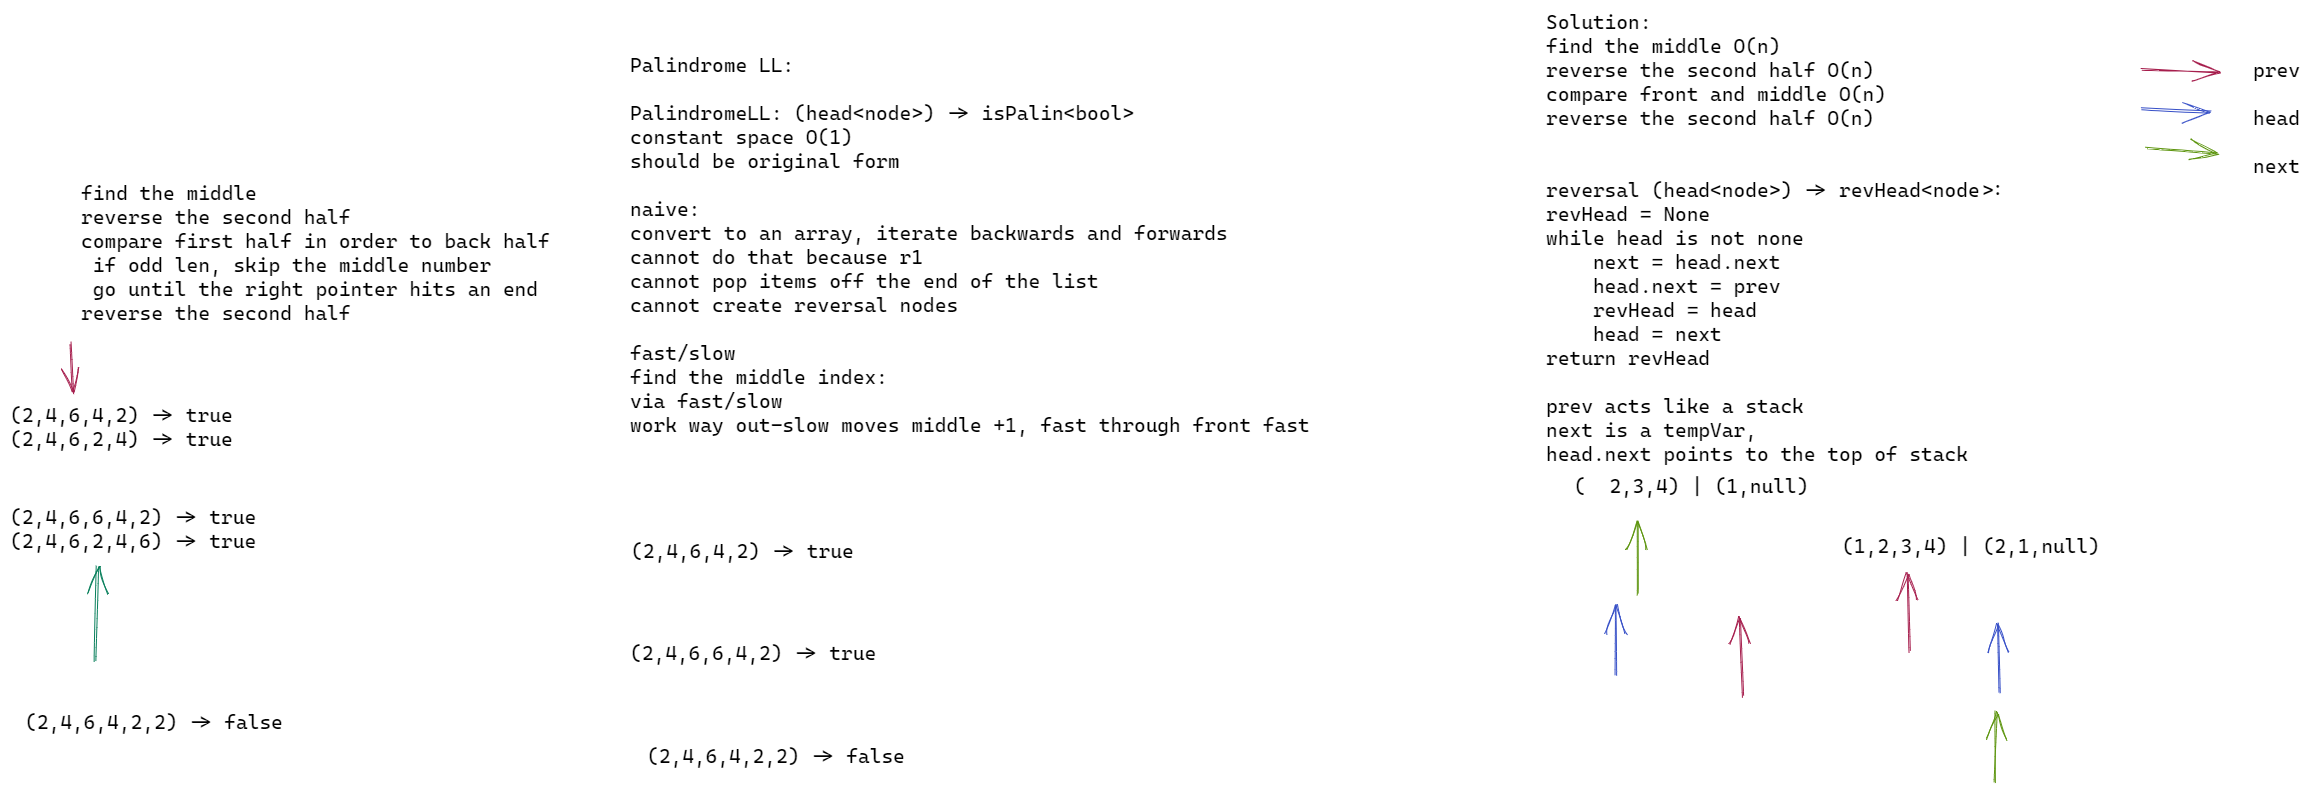 find the middle
reverse the second half
compare first half in order to back half
if odd len, skip the middle number
go until the right pointer hits an end
reverse the second half
(2,4,6,4,2) → true
(2,4,6,2,4) → true
(2,4,6,6,4,2) → true
(2,4,6,2,4,6) → true
(2,4,6,4,2,2) → false
Palindrome LL:
PalindromeLL: (head<node>) → isPalin<bool>
constant space O(1)
should be original form
naive:
convert to an array, iterate backwards and forwards
cannot do that because r1
cannot pop items off the end of the list
cannot create reversal nodes
fast/slow
find the middle index:
via fast/slow
work way out-slow moves middle +1, fast through front fast
(2,4,6,4,2) → true
(2,4,6,6,4,2) → true
(2,4,6,4,2,2) → false
Solution:
find the middle O(n)
reverse the second half O(n)
compare front and middle O(n)
reverse the second half O(n)
prev
head
next
reversal (head<node>) → revHead<node>:
revHead = None
while head is not none
next = head.next
head.next = prev
revHead = head
head = next
return revHead
prev acts like a stack
next is a tempVar,
head.next points to the top of stack
(  2,3,4) | (1,null)
(1,2,3,4) | (2,1,null)